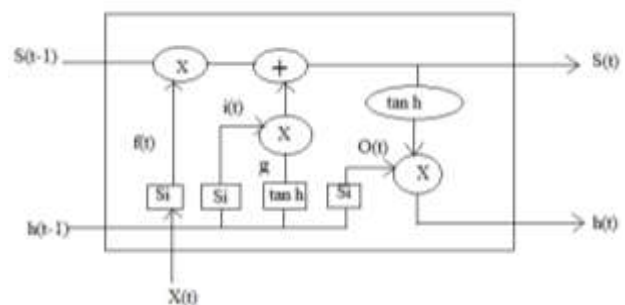 S(t-1)
X
+
S(t)
tan h
i(t)
X
f(t)
O(t)
g
X
Si
Si
tan h
Si
h(t-1)
h(t)
X(t)